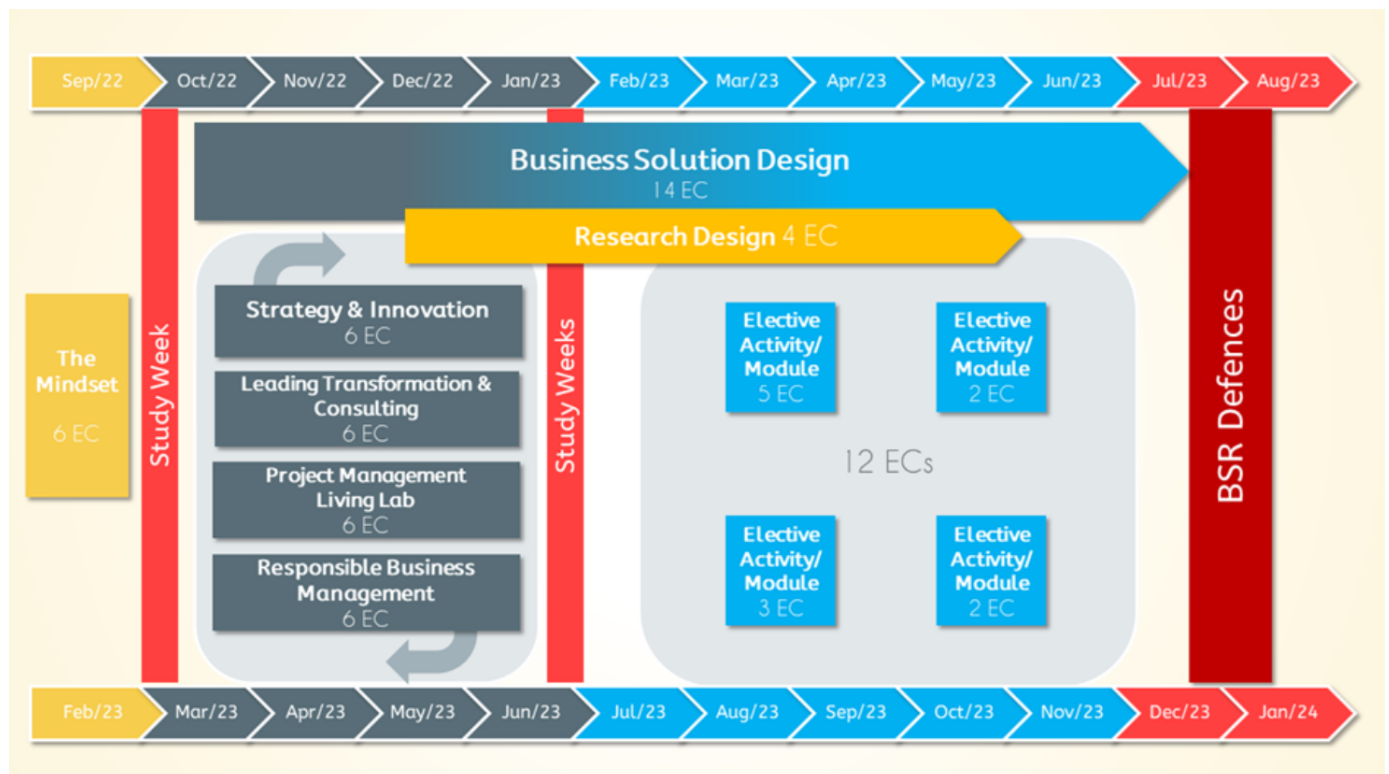 Sep/22
Oct/22
Nov/22
Dec/22
Jan/23
Feb/23
Mar/23
Apr/23
May/23
Jun/23
Jul/23
Aug/23
Business Solution Design
14 EC
Research Design 4 EC
The
Mindset
6 EC
Study Week
Strategy & Innovation
6 EC
Leading Transformation &
Consulting
6 EC
Project Management
Living Lab
6 EC
Responsible Business
Management
6 EC
Study Weeks
Elective
Activity/
Module
5 EC
Elective
Activity/
Module
2 EC
12 ECs
Elective
Activity/
Module
3 EC
Elective
Activity/
Module
2 EC
BSR Defences
Feb/23
Mar/23
Apr/23
May/23
Jun/23
Jul/23
Aug/23
Sep/23
Oct/23
Nov/23
Dec/23
Jan/24